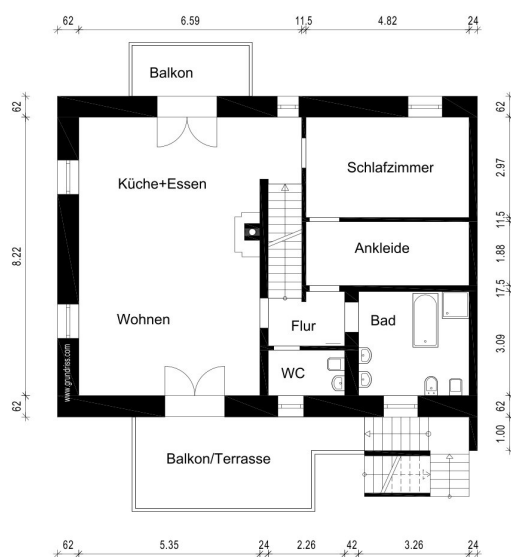 62
6.59
11.5
4.82
24
Balkon
62
62
Küche+Essen
Schlafzimmer
2.97
11.5
Ankleide
1.88
8.22
17.5
Wohnen
Flur
Bad
3.09
WC
www.grundriss.com
62
62
1.00
Balkon/Terrasse
62
5.35
24
2.26
42
3.26
24